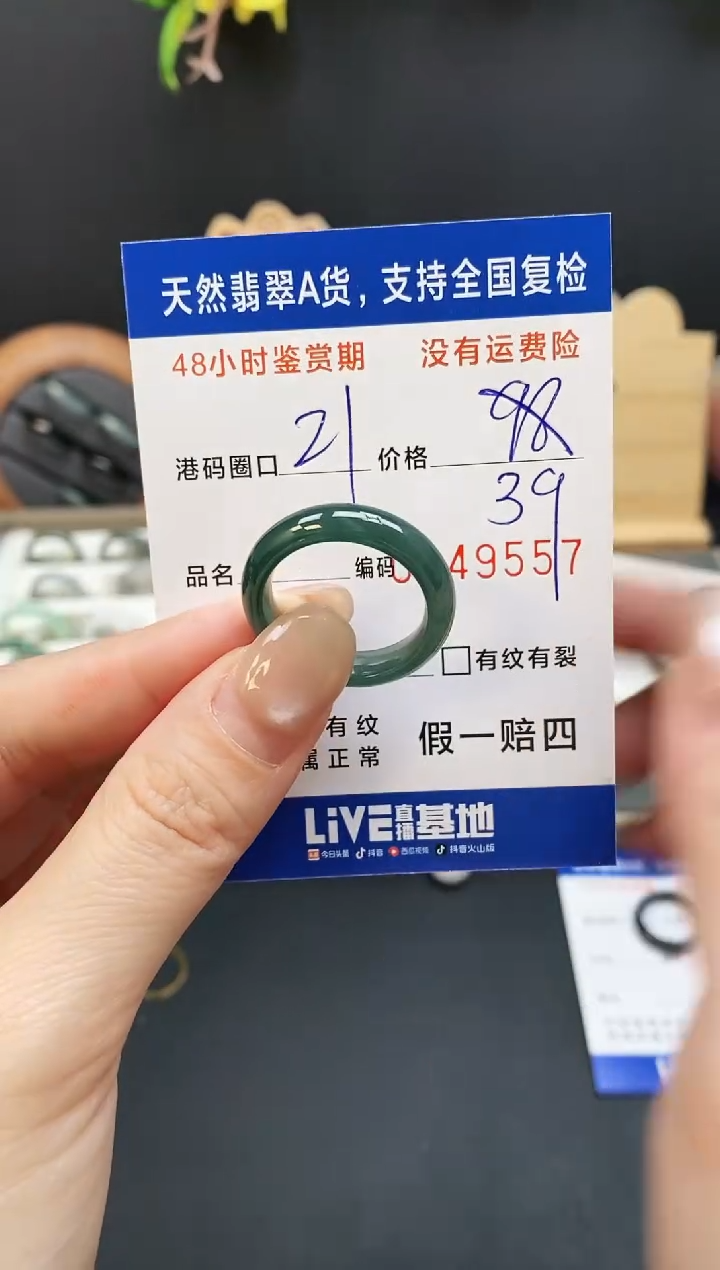 天然翡翠A货，支持全国复检
48小时鉴赏期 没有运费险
港码圈口 21 价格 98
39
品名 编码 49557
有纹有裂
有纹 假一赔四
属正常
LiVE直播基地
今日头条 抖音 西瓜视频 抖音火山版